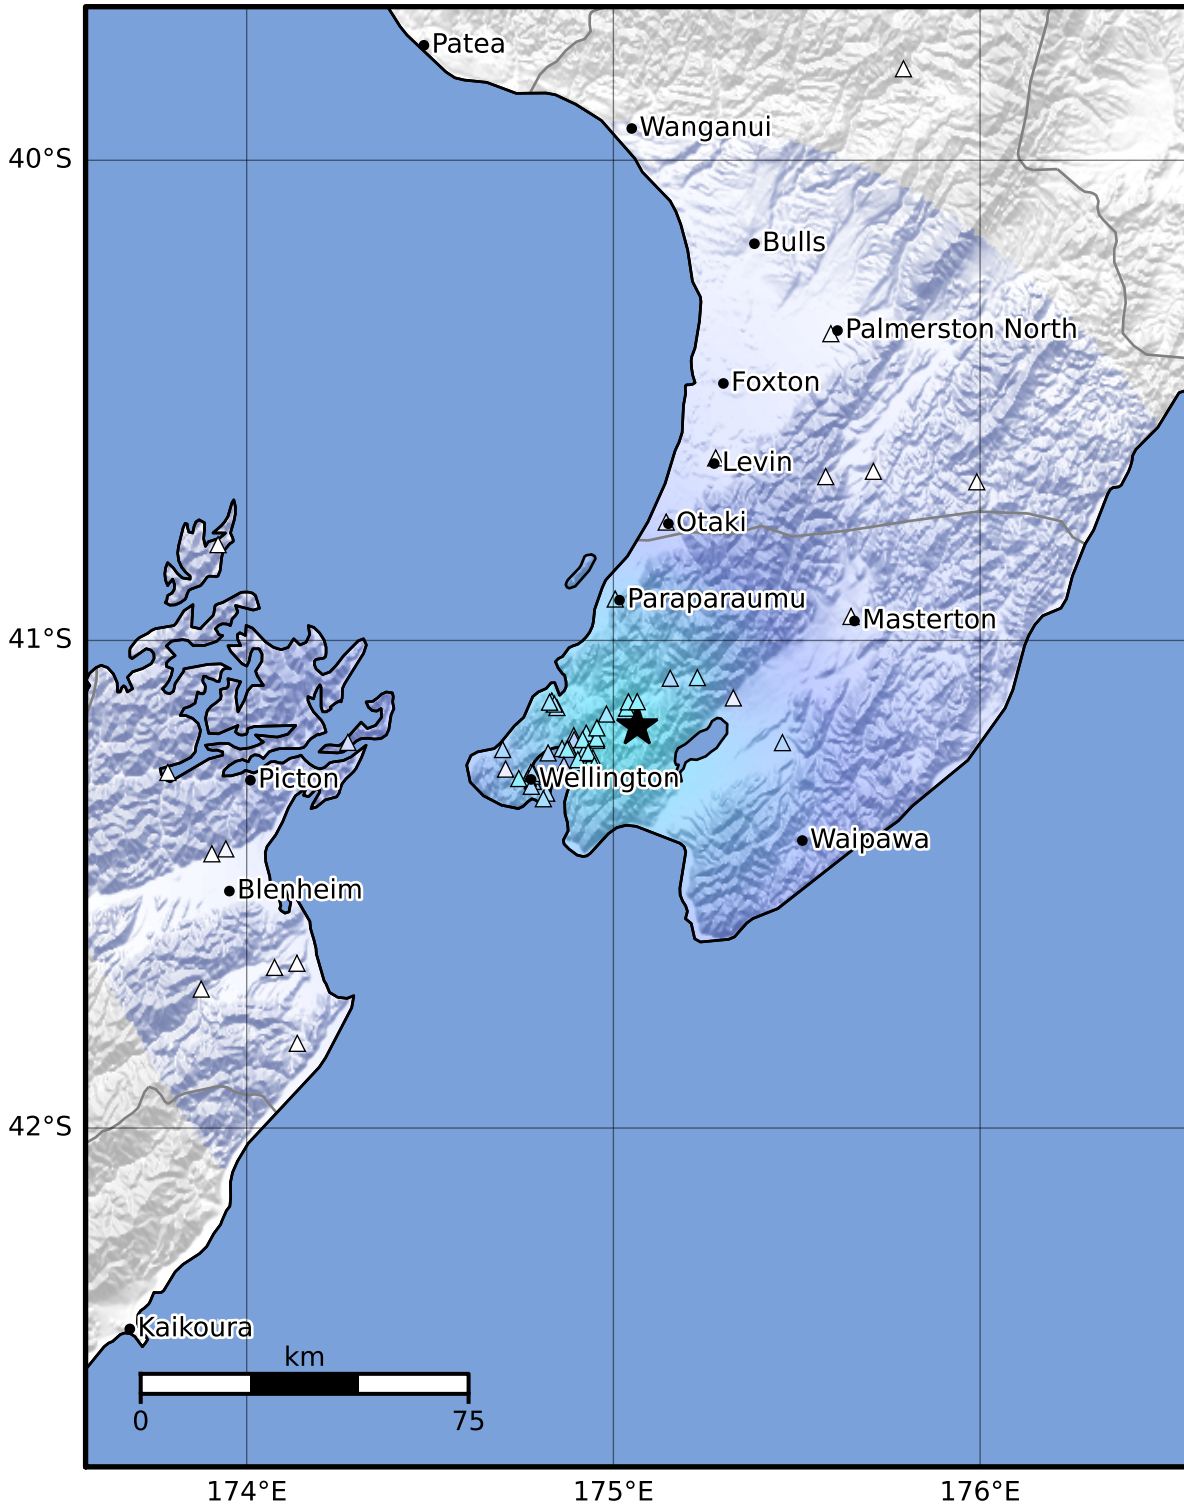 Patea
Wanganui
40°S
Bulls
Palmerston North
Foxton
Levin
Otaki
Paraparaumu
Masterton
41°S
Picton
Wellington
Waipawa
Blenheim
42°S
Kaikoura
km
0
75
174°E
175°E
176°E